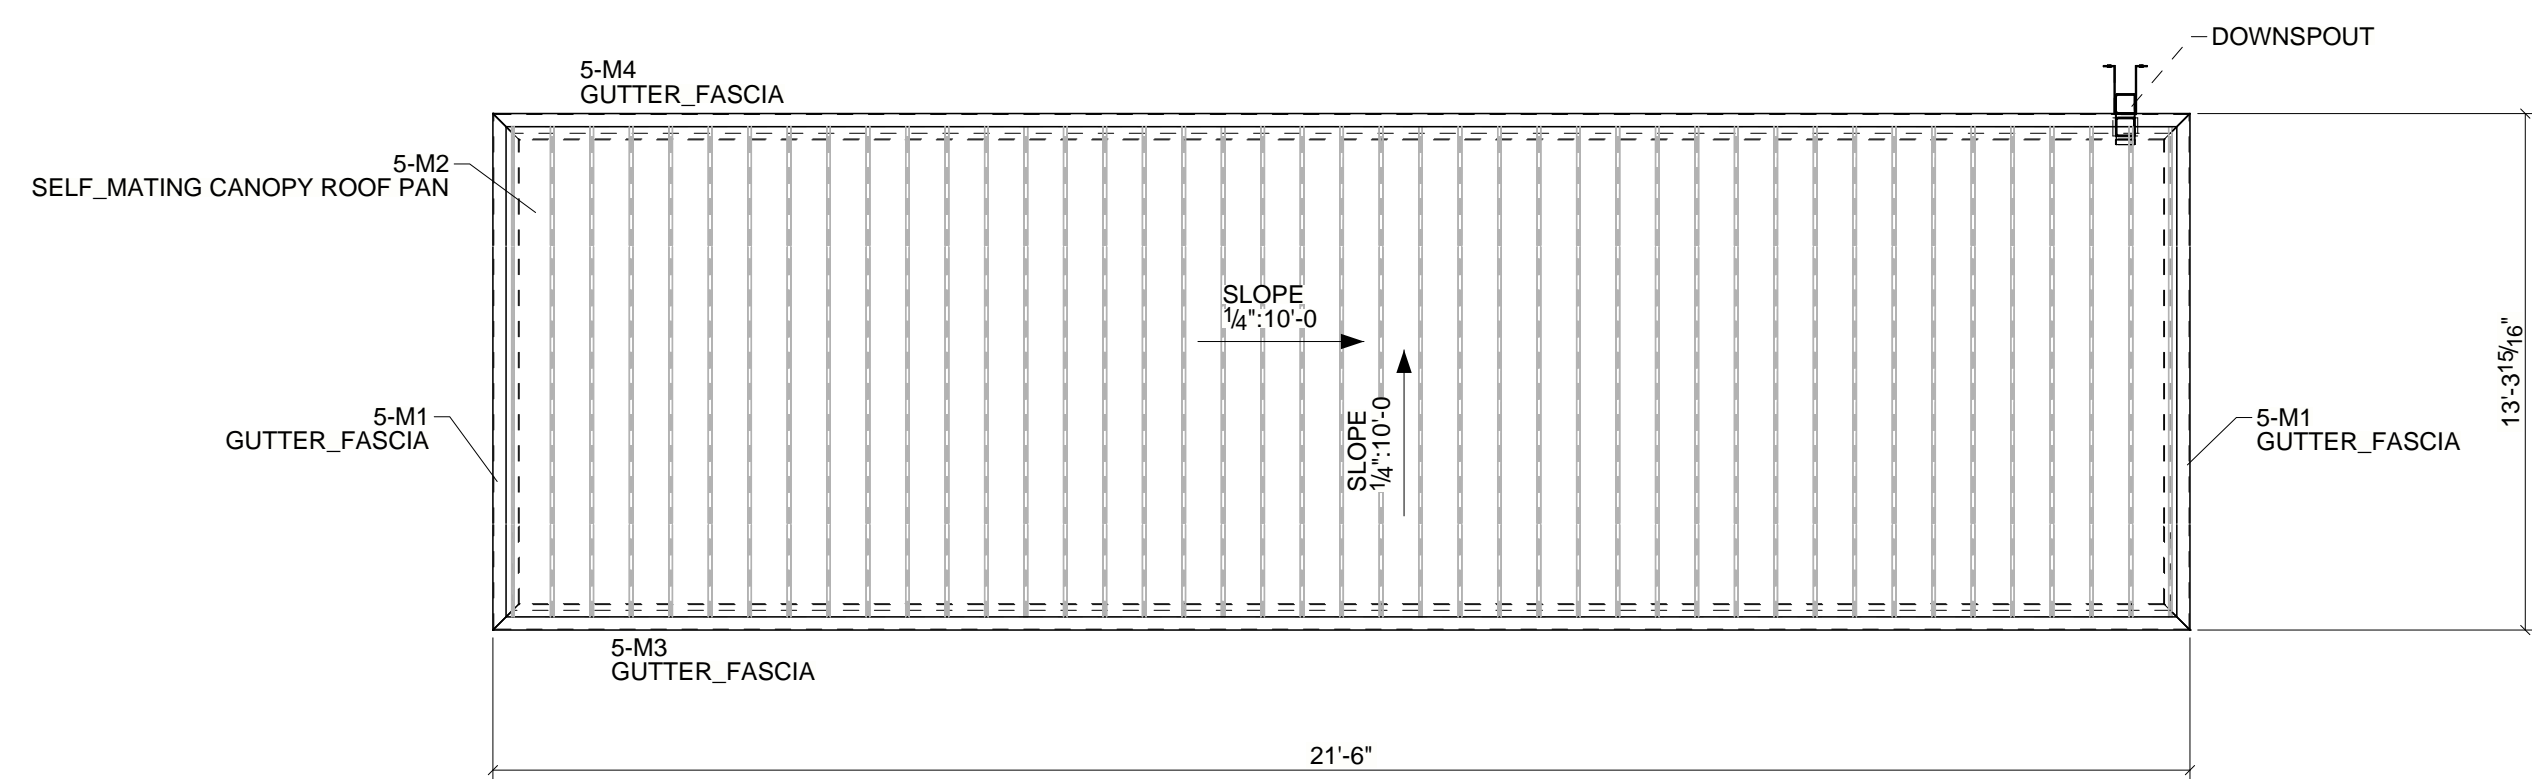 DOWNSPOUT
5-M4
GUTTER_FASCIA
5-M2
SELF_MATING CANOPY ROOF PAN
SLOPE
1/4":10'-0
SLOPE
1/4":10'-0
13'-3 15/16"
5-M1
GUTTER_FASCIA
5-M1
GUTTER_FASCIA
5-M3
GUTTER_FASCIA
21'-6"